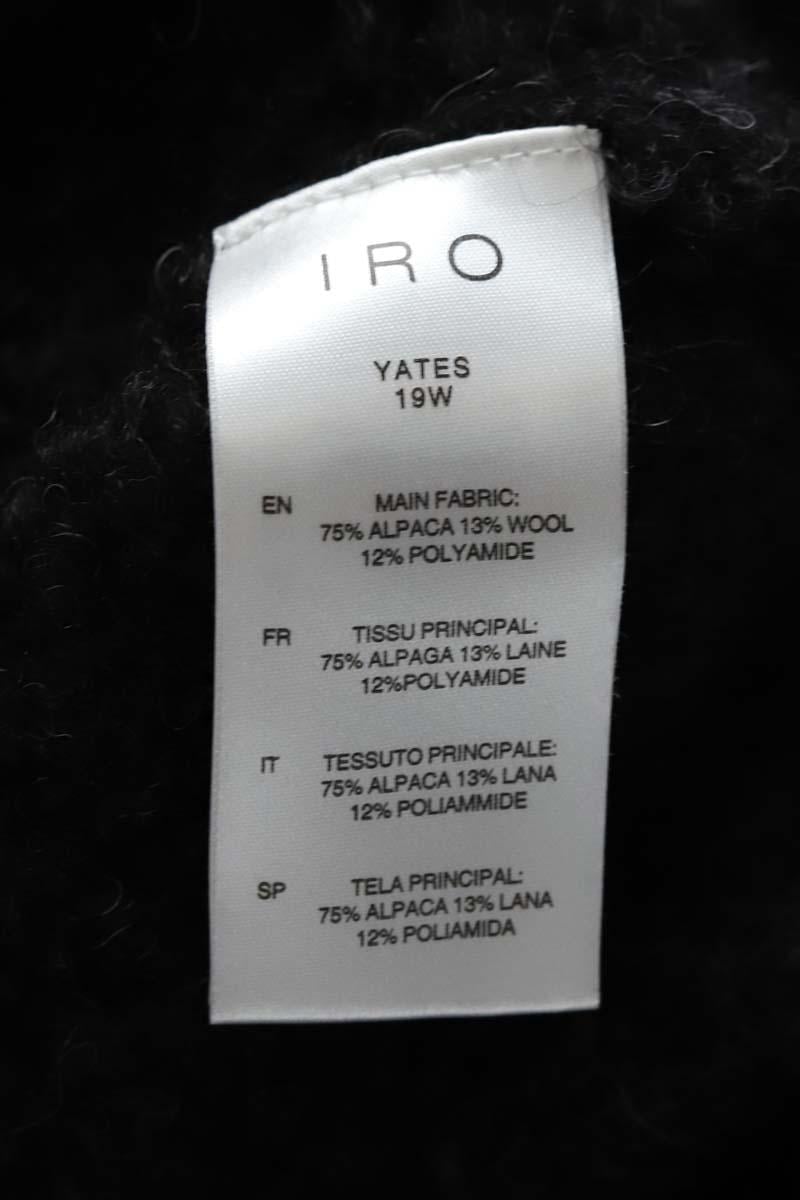 IRO
YATES
19W
EN MAIN FABRIC:
75% ALPACA 13% WOOL
12% POLYAMIDE
FR TISSU PRINCIPAL:
75% ALPAGA 13% LAINE
12%POLYAMIDE
IT TESSUTO PRINCIPALE:
75% ALPACA 13% LANA
12% POLIAMMIDE
SP TELA PRINCIPAL:
75% ALPACA 13% LANA
12% POLIAMIDA